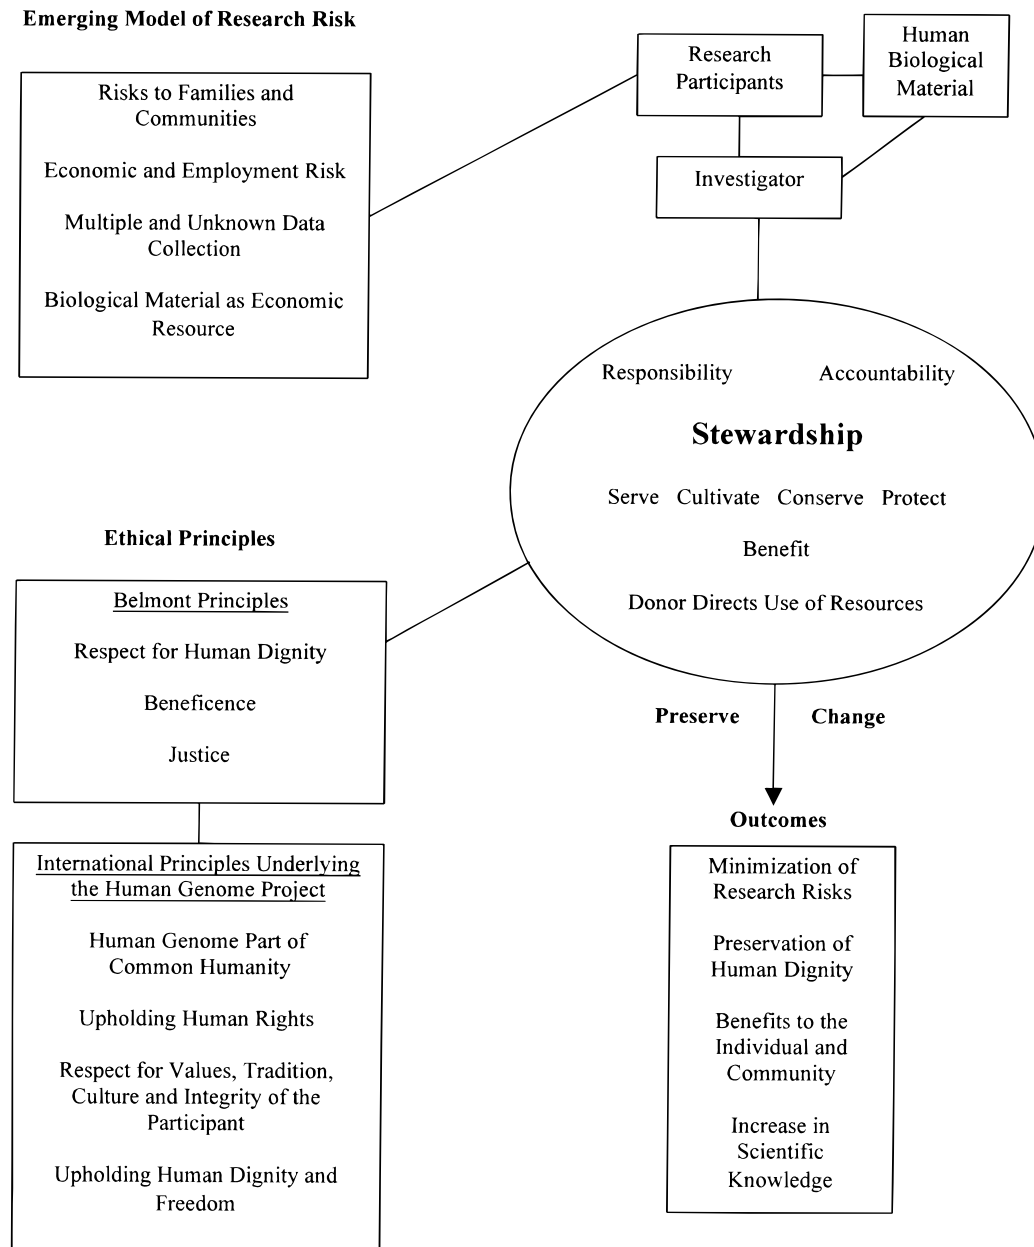 Emerging Model of Research Risk
Risks to Families and
Communities
Economic and Employment Risk
Multiple and Unknown Data
Collection
Biological Material as Economic
Resource
Research
Participants
Human
Biological
Material
Investigator
Responsibility Accountability
Stewardship
Serve Cultivate Conserve Protect
Benefit
Donor Directs Use of Resources
Ethical Principles
Belmont Principles
Respect for Human Dignity
Beneficence
Justice
International Principles Underlying
the Human Genome Project
Human Genome Part of
Common Humanity
Upholding Human Rights
Respect for Values, Tradition,
Culture and Integrity of the
Participant
Upholding Human Dignity and
Freedom
Preserve Change
Outcomes
Minimization of
Research Risks
Preservation of
Human Dignity
Benefits to the
Individual and
Community
Increase in
Scientific
Knowledge